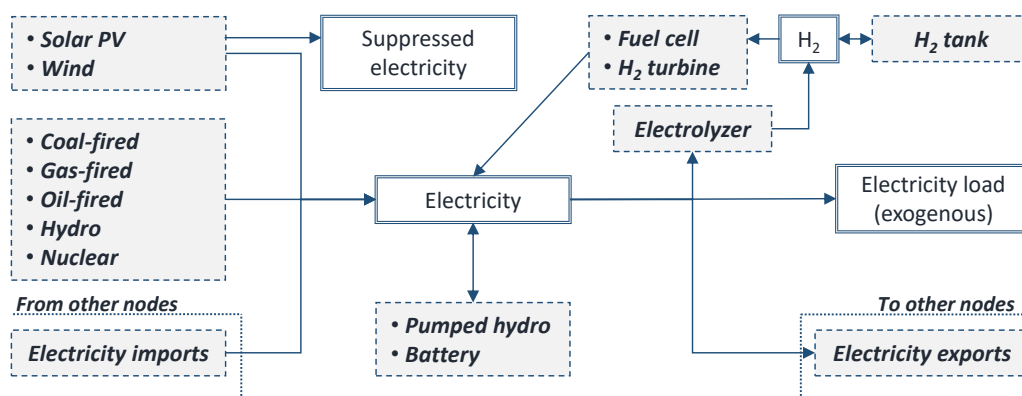 • Solar PV
• Wind
Suppressed
electricity
• Fuel cell
• H₂ turbine
H₂
H₂ tank
Electrolyzer
• Coal-fired
• Gas-fired
• Oil-fired
• Hydro
• Nuclear
Electricity
Electricity load
(exogenous)
From other nodes
Electricity imports
• Pumped hydro
• Battery
To other nodes
Electricity exports